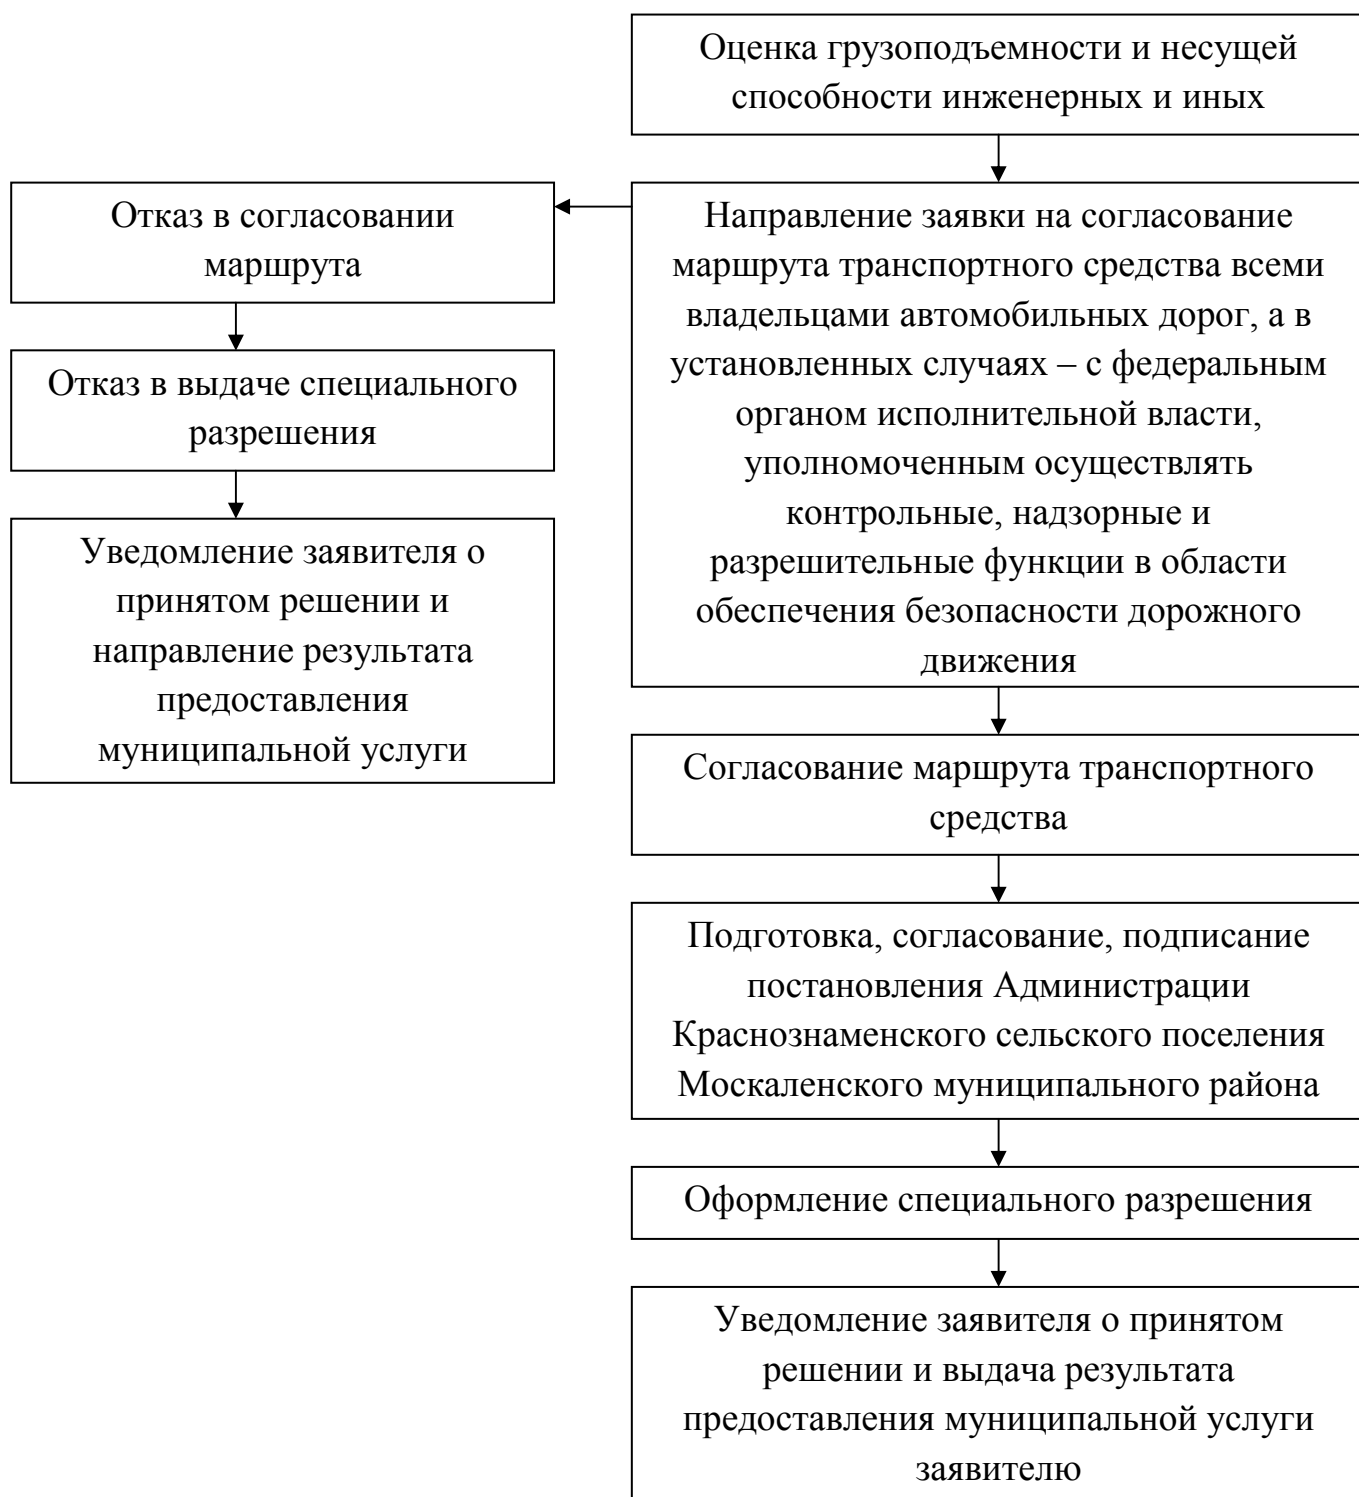 Оценка грузоподъемности и несущей
способности инженерных и иных
Отказ в согласовании
маршрута
Направление заявки на согласование
маршрута транспортного средства всеми
владельцами автомобильных дорог, а в
установленных случаях – с федеральным
органом исполнительной власти,
уполномоченным осуществлять
контрольные, надзорные и
разрешительные функции в области
обеспечения безопасности дорожного
движения
Отказ в выдаче специального
разрешения
Уведомление заявителя о
принятом решении и
направление результата
предоставления
муниципальной услуги
Согласование маршрута транспортного
средства
Подготовка, согласование, подписание
постановления Администрации
Краснознаменского сельского поселения
Москаленского муниципального района
Оформление специального разрешения
Уведомление заявителя о принятом
решении и выдача результата
предоставления муниципальной услуги
заявителю